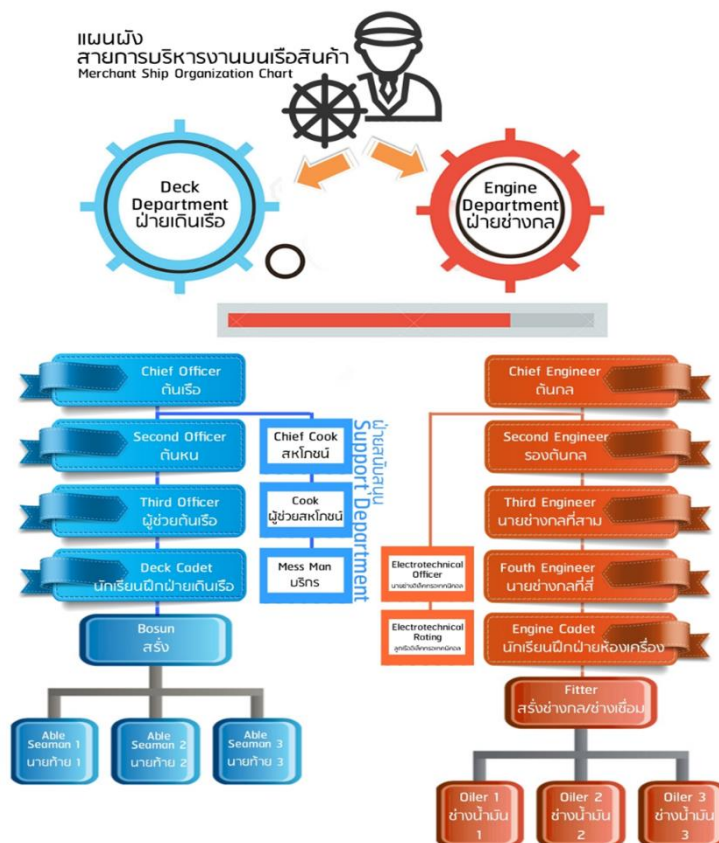 แผนผัง
สายการบริหารงานบนเรือสินค้า
Merchant Ship Organization Chart
Deck
Department
ฝ่ายเดินเรือ
Engine
Department
ฝ่ายช่างกล
Chief Officer
ต้นเรือ
Second Officer
ต้นหน
Third Officer
ผู้ช่วยต้นเรือ
Deck Cadet
นักเรียนฝึกฝ่ายเดินเรือ
Bosun
สรั่ง
Able
Seaman 1
นายท้าย 1
Able
Seaman 2
นายท้าย 2
Able
Seaman 3
นายท้าย 3
Chief Cook
สหโภชน์
Cook
ผู้ช่วยสหโภชน์
Mess Man
บริกร
ฝ่ายสนับสนุน
Support Department
Chief Engineer
ต้นกล
Second Engineer
รองต้นกล
Third Engineer
นายช่างกลที่สาม
Fouth Engineer
นายช่างกลที่สี่
Engine Cadet
นักเรียนฝึกฝ่ายห้องเครื่อง
Electrotechnical
Officer
Electrotechnical
Rating
Fitter
สรั่งช่างกล/ช่างเชื่อม
Oiler 1
ช่างน้ำมัน
1
Oiler 2
ช่างน้ำมัน
2
Oiler 3
ช่างน้ำมัน
3